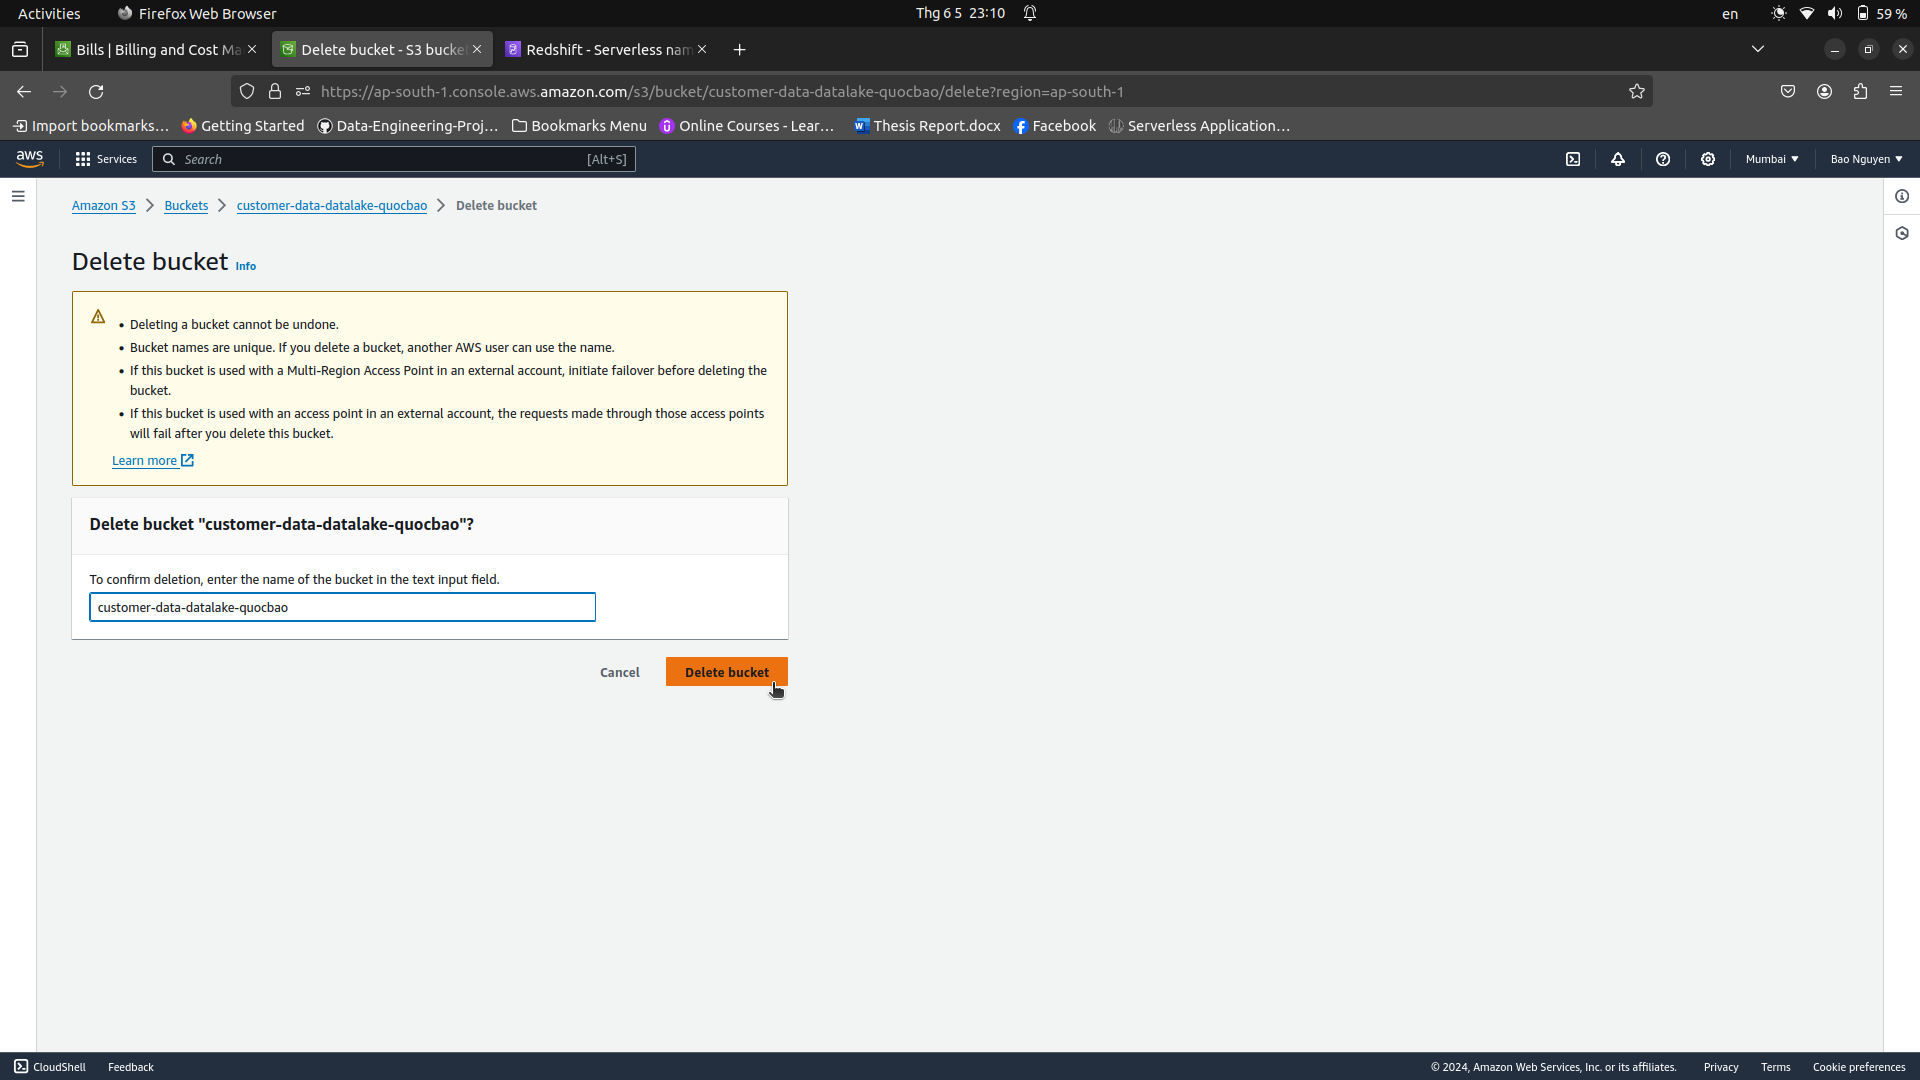 Activities
Firefox Web Browser
Thg 6 5 23:10
en
59 %
Bills | Billing and Cost Ma
Delete bucket - S3 bucke
Redshift - Serverless nam
https://ap-south-1.console.aws.amazon.com/s3/bucket/customer-data-datalake-quocbao/delete?region=ap-south-1
Import bookmarks...
Getting Started
Data-Engineering-Proj...
Bookmarks Menu
Online Courses - Lear...
Thesis Report.docx
Facebook
Serverless Application...
aws
Services
Search
[Alt+S]
Mumbai
Bao Nguyen
Amazon S3
Buckets
customer-data-datalake-quocbao
Delete bucket
Delete bucket
Info
Deleting a bucket cannot be undone.
Bucket names are unique. If you delete a bucket, another AWS user can use the name.
If this bucket is used with a Multi-Region Access Point in an external account, initiate failover before deleting the
bucket.
If this bucket is used with an access point in an external account, the requests made through those access points
will fail after you delete this bucket.
Learn more
Delete bucket "customer-data-datalake-quocbao"?
To confirm deletion, enter the name of the bucket in the text input field.
customer-data-datalake-quocbao
Cancel
Delete bucket
CloudShell
Feedback
© 2024, Amazon Web Services, Inc. or its affiliates.
Privacy
Terms
Cookie preferences